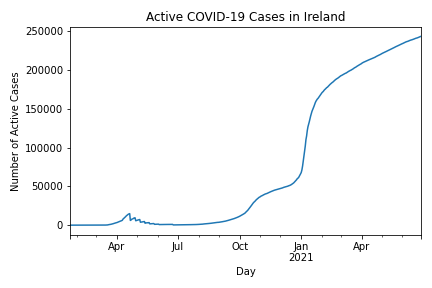 Active COVID-19 Cases in Ireland
250000
200000
150000
100000
50000
0
Number of Active Cases
Apr
Jul
Oct
Jan
2021
Apr
Day